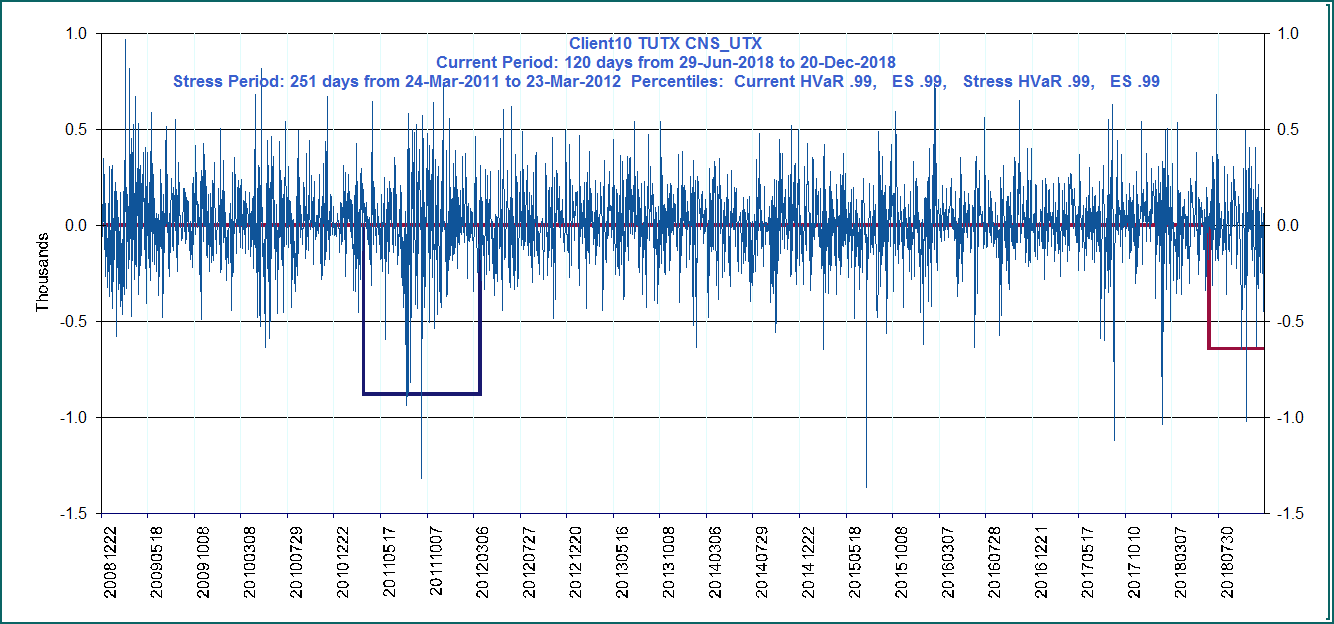 Client10 TUTX CNS_UTX
Current Period: 120 days from 29-Jun-2018 to 20-Dec-2018
Stress Period: 251 days from 24-Mar-2011 to 23-Mar-2012  Percentiles:  Current HVaR .99,   ES .99,    Stress HVaR .99,   ES .99
1.0 1.0
0.5 0.5
0.0 0.0
-0.5 -0.5
-1.0 -1.0
-1.5 -1.5
Thousands
20081222 20090518 20091008 20100308 20100729 20101222 20110517 20111007 20120306 20120727 20121220 20130516 20131008 20140306 20140729 20141222 20150518 20151008 20160307 20160728 20161221 20170517 20171010 20180307 20180730